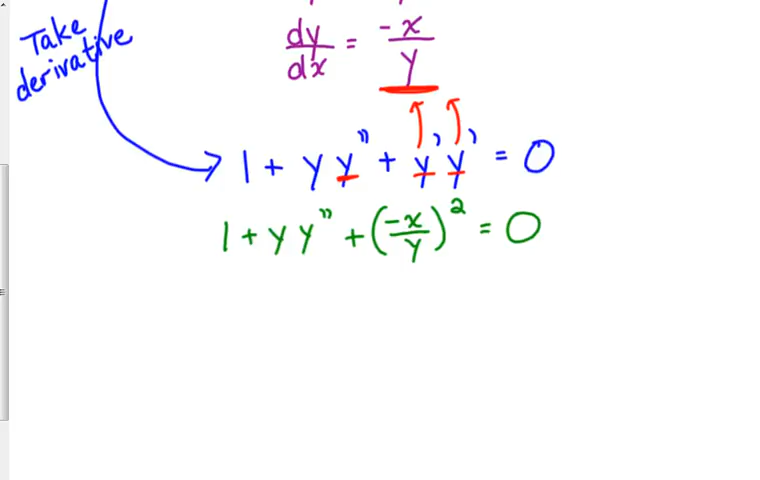 Take
derivative
dy/dx = -x/y
1 + y y'' + y' y' = 0
1 + y y'' + (-x/y)² = 0